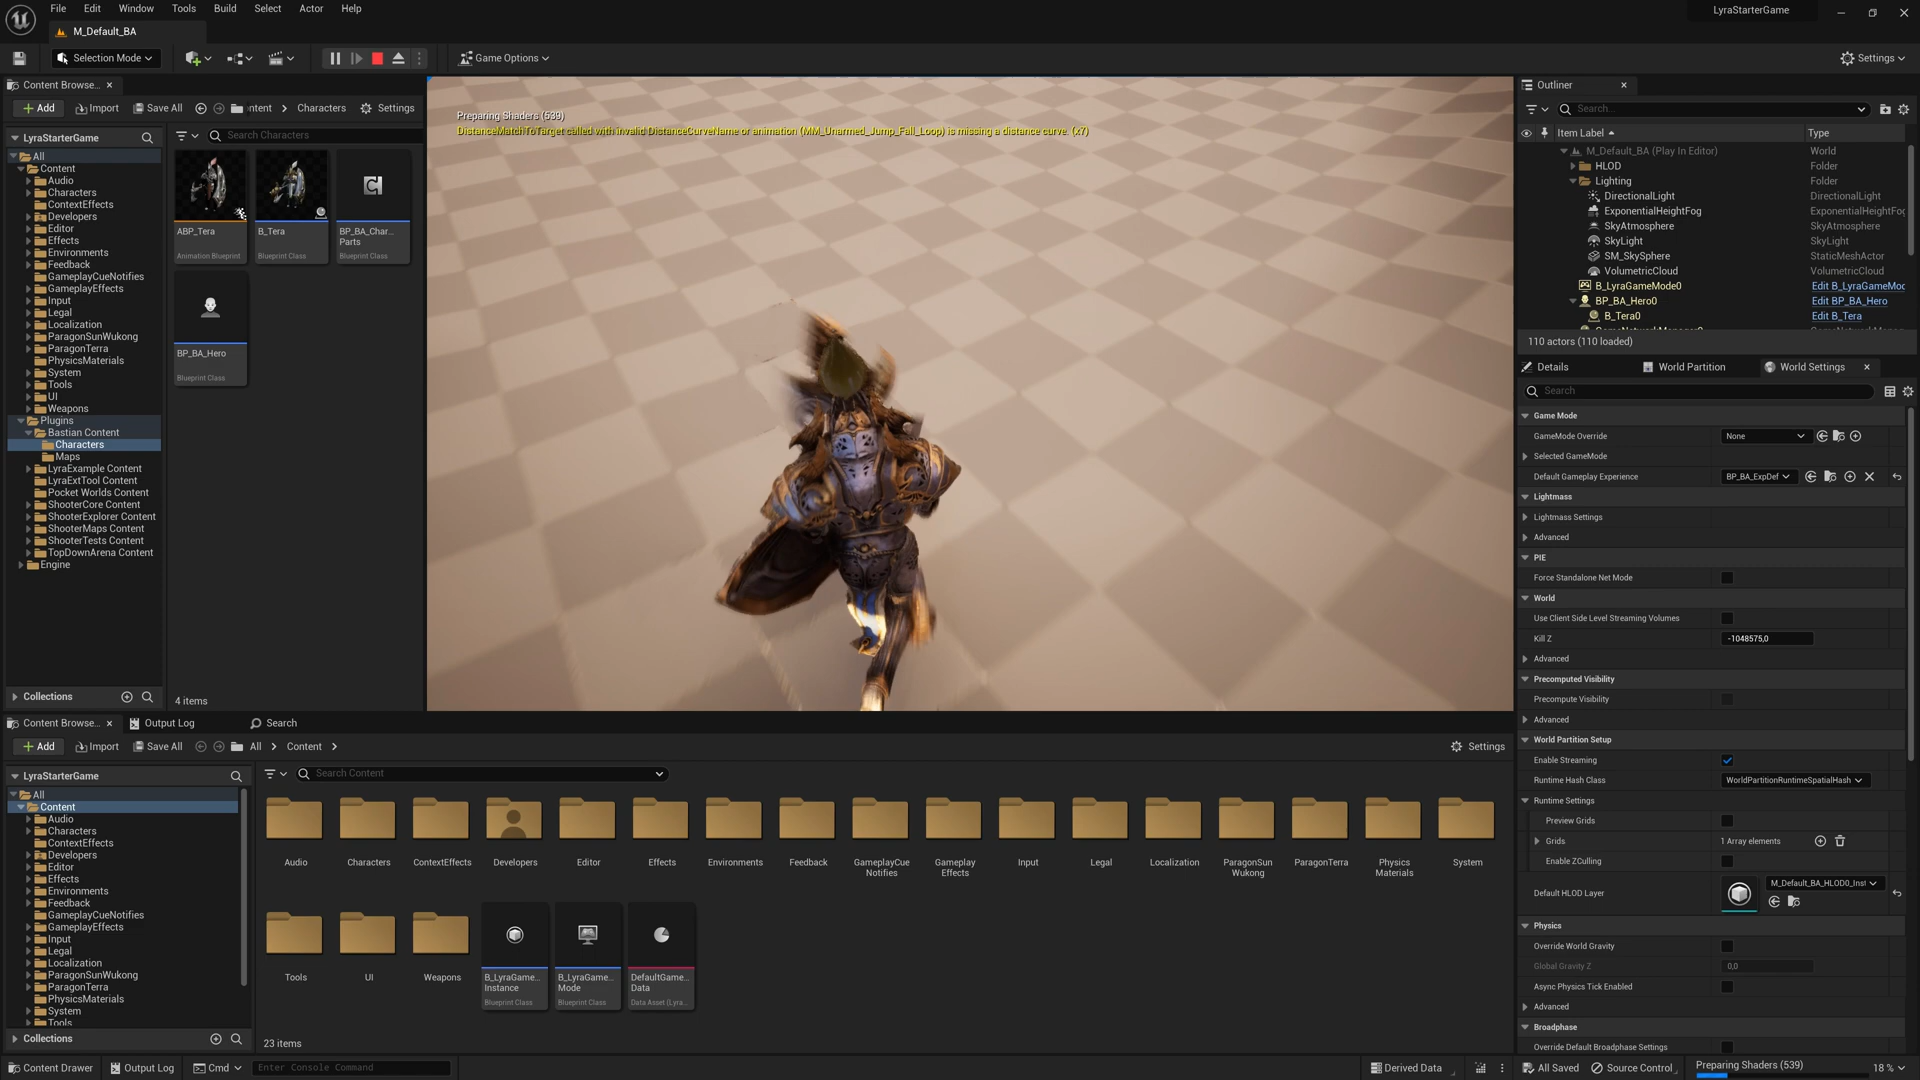 File Edit Window Tools Build Select Actor Help
LyraStarterGame
M_Default_BA
Selection Mode
Game Options
Settings
Content Browse...
Add Import Save All ntent > Characters Settings
LyraStarterGame
Search Characters
All
Content
Audio
Characters
ContextEffects
Developers
Editor
Effects
Environments
Feedback
GameplayCueNotifies
GameplayEffects
Input
Legal
Localization
ParagonSunWukong
ParagonTerra
PhysicsMaterials
System
Tools
UI
Weapons
Plugins
Bastian Content
Characters
Maps
LyraExample Content
LyraExtTool Content
Pocket Worlds Content
ShooterCore Content
ShooterExplorer Content
ShooterMaps Content
ShooterTests Content
TopDownArena Content
Engine
Collections
ABP_Tera
Animation Blueprint
B_Tera
Blueprint Class
BP_BA_Char...
Parts
Blueprint Class
BP_BA_Hero
Blueprint Class
4 items
Preparing Shaders (539)
DistanceMatchToTarget called with invalid DistanceCurveName or animation (MM_Unarmed_Jump_Fall_Loop) is missing a distance curve. (x7)
Outliner
Search...
Item Label Type
M_Default_BA (Play In Editor) World
HLOD Folder
Lighting Folder
DirectionalLight DirectionalLight
ExponentialHeightFog ExponentialHeightFog
SkyAtmosphere SkyAtmosphere
SkyLight SkyLight
SM_SkySphere StaticMeshActor
VolumetricCloud VolumetricCloud
B_LyraGameMode0 Edit B_LyraGameMoc
BP_BA_Hero0 Edit BP_BA_Hero
B_Tera0 Edit B_Tera
110 actors (110 loaded)
Details World Partition World Settings
Search
Game Mode
GameMode Override None
Selected GameMode
Default Gameplay Experience BP_BA_ExpDef
Lightmass
Lightmass Settings
Advanced
PIE
Force Standalone Net Mode
World
Use Client Side Level Streaming Volumes
Kill Z -1048575,0
Advanced
Precomputed Visibility
Precompute Visibility
Advanced
World Partition Setup
Enable Streaming
Runtime Hash Class WorldPartitionRuntimeSpatialHash
Runtime Settings
Preview Grids
Grids 1 Array elements
Enable ZCulling
Default HLOD Layer M_Default_BA_HLOD0_Inst
Physics
Override World Gravity
Global Gravity Z 0,0
Async Physics Tick Enabled
Advanced
Broadphase
Override Default Broadphase Settings
Content Browse... Output Log Search
Add Import Save All All > Content > Settings
LyraStarterGame
Search Content
All
Content
Audio
Characters
ContextEffects
Developers
Editor
Effects
Environments
Feedback
GameplayCueNotifies
GameplayEffects
Input
Legal
Localization
ParagonSunWukong
ParagonTerra
PhysicsMaterials
System
Tools
Collections
Audio Characters ContextEffects Developers Editor Effects Environments Feedback GameplayCue Gameplay Input Legal Localization ParagonSun ParagonTerra Physics System
Notifies Effects Wukong Materials
Tools UI Weapons
B_LyraGame...
Instance
Blueprint Class
B_LyraGame...
Mode
Blueprint Class
DefaultGame...
Data
Data Asset (Lyra...
23 items
Content Drawer Output Log Cmd Enter Console Command
Derived Data All Saved Source Control Preparing Shaders (539) 18 %